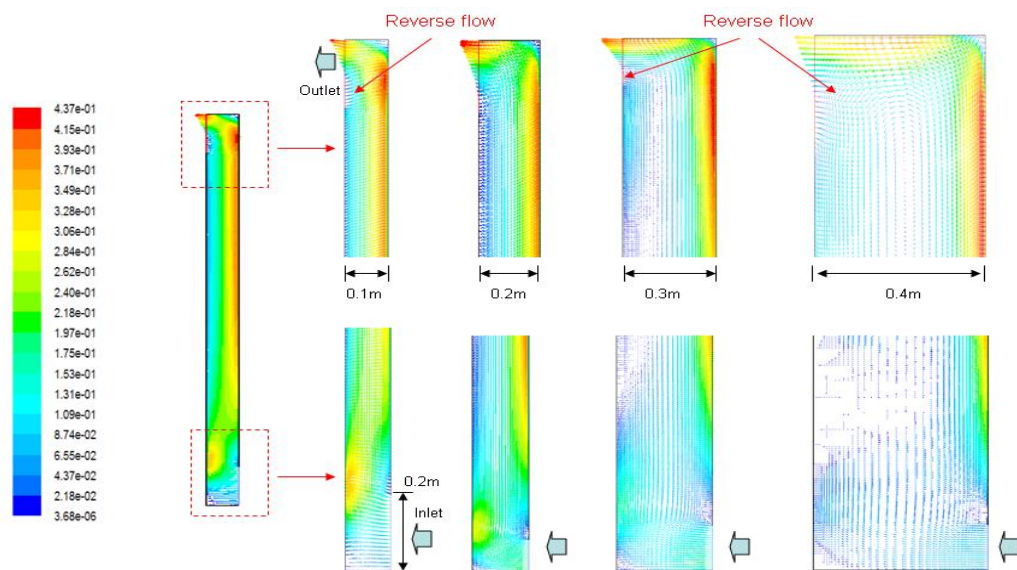 Reverse flow
Reverse flow
Outlet
4.37e-01
4.15e-01
3.93e-01
3.71e-01
3.49e-01
3.28e-01
3.06e-01
2.84e-01
2.62e-01
2.40e-01
2.18e-01
1.97e-01
1.75e-01
1.53e-01
1.31e-01
1.09e-01
8.74e-02
6.55e-02
4.37e-02
2.18e-02
3.68e-06
0.1m
0.2m
0.3m
0.4m
0.2m
Inlet